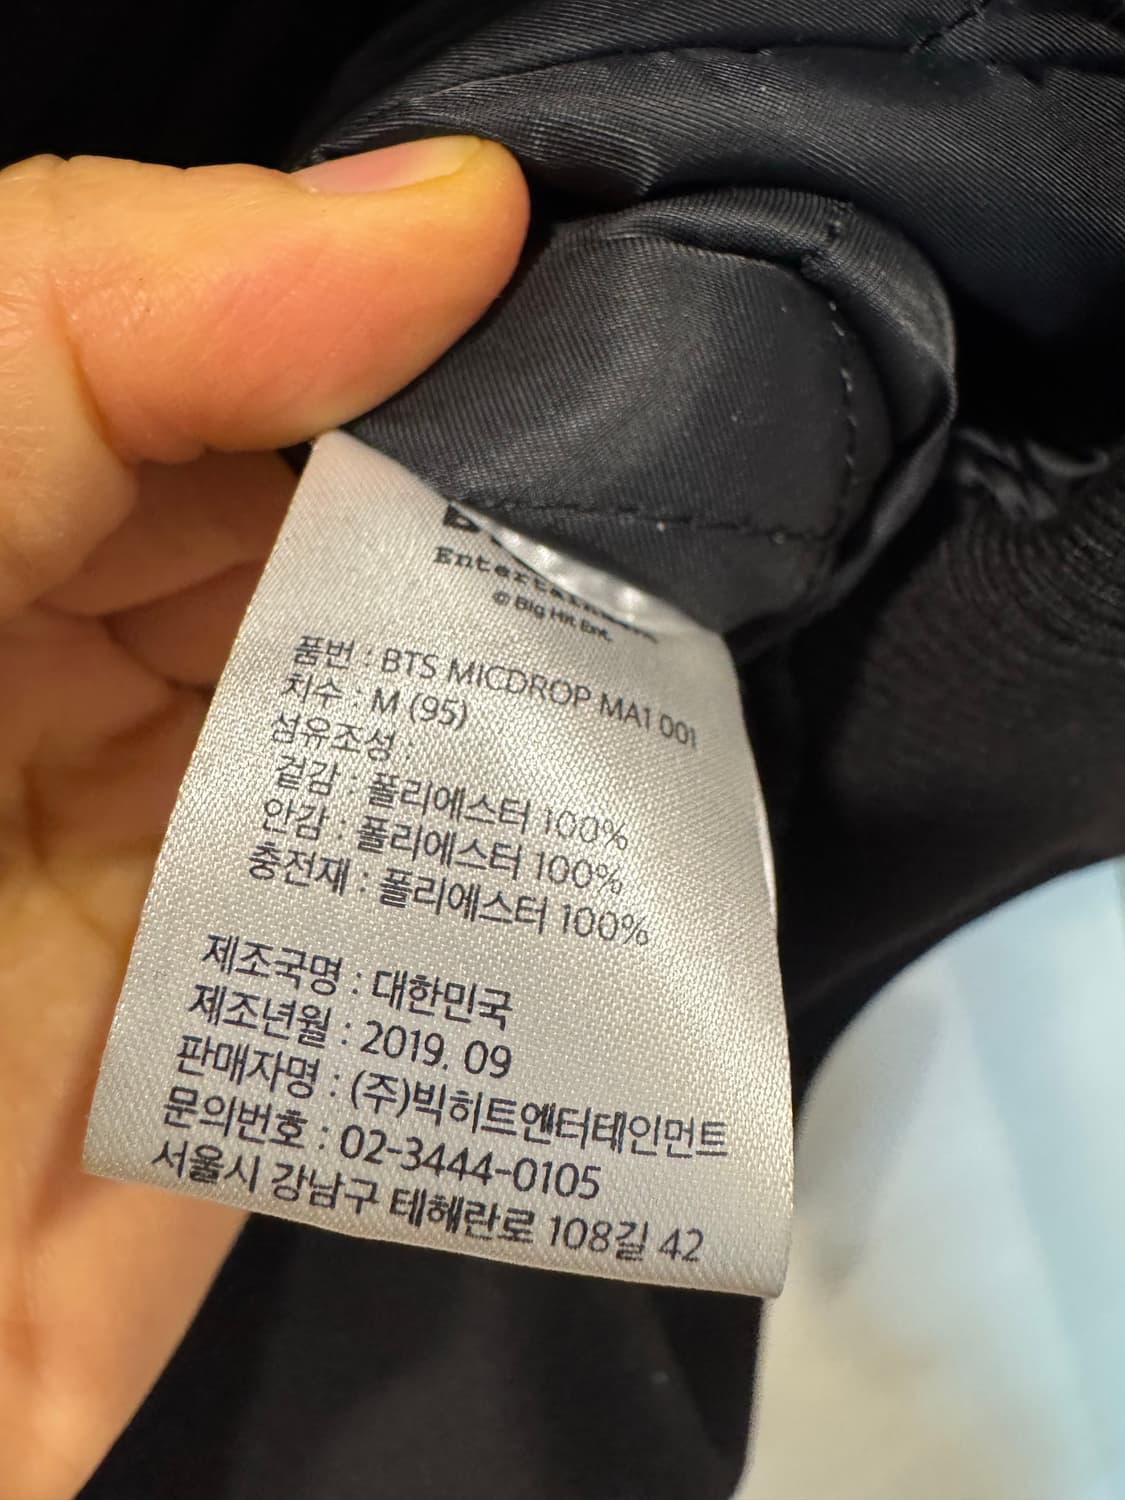 Entertainment
© Big Hit Ent.
품번 : BTS MICDROP MA1 001
치수 : M (95)
섬유조성 :
겉감 : 폴리에스터 100%
안감 : 폴리에스터 100%
충전재 : 폴리에스터 100%
제조국명 : 대한민국
제조년월 : 2019. 09
판매자명 : (주)빅히트엔터테인먼트
문의번호 : 02-3444-0105
서울시 강남구 테헤란로 108길 42